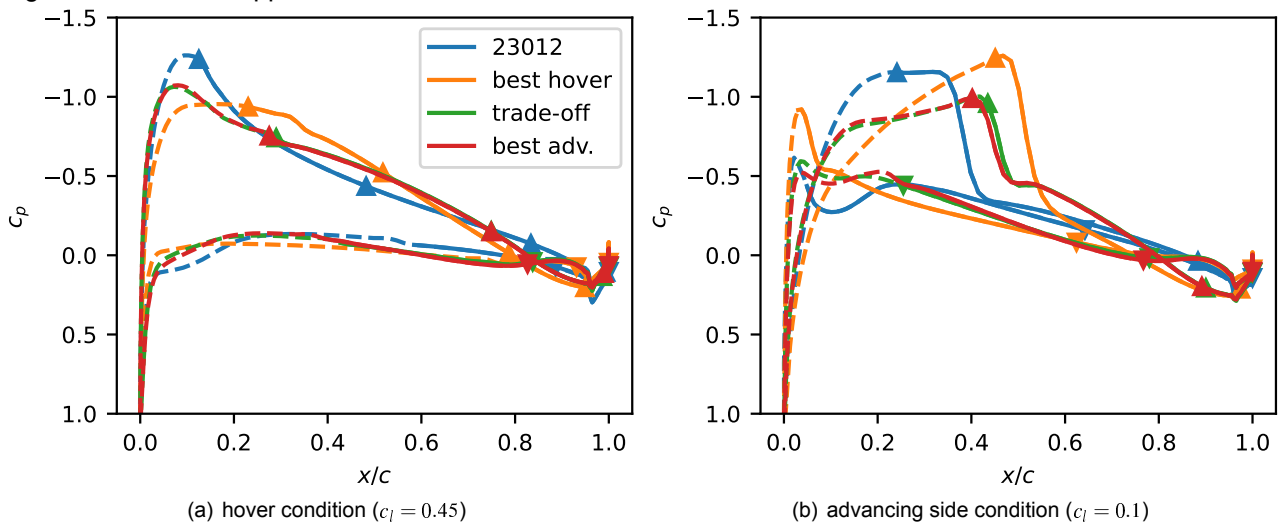 −1.5
−1.0
−0.5
0.0
0.5
1.0
c_p
0.0 0.2 0.4 0.6 0.8 1.0
x/c
23012
best hover
trade-off
best adv.
(a) hover condition (c_l = 0.45)
−1.5
−1.0
−0.5
0.0
0.5
1.0
c_p
0.0 0.2 0.4 0.6 0.8 1.0
x/c
(b) advancing side condition (c_l = 0.1)